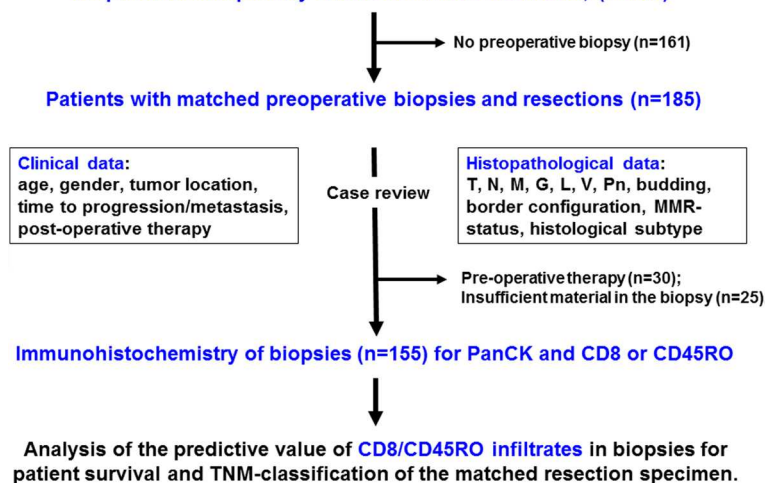 No preoperative biopsy (n=161)
Patients with matched preoperative biopsies and resections (n=185)
Clinical data:
age, gender, tumor location,
time to progression/metastasis,
post-operative therapy
Case review
Histopathological data:
T, N, M, G, L, V, Pn, budding,
border configuration, MMR-
status, histological subtype
Pre-operative therapy (n=30);
Insufficient material in the biopsy (n=25)
Immunohistochemistry of biopsies (n=155) for PanCK and CD8 or CD45RO
Analysis of the predictive value of CD8/CD45RO infiltrates in biopsies for
patient survival and TNM-classification of the matched resection specimen.